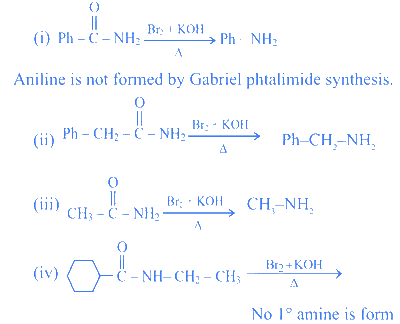 (i) Ph – C(=O) – NH₂ —Br₂ + KOH / Δ→ Ph – NH₂
Aniline is not formed by Gabriel phtalimide synthesis.
(ii) Ph – CH₂ – C(=O) – NH₂ —Br₂ + KOH / Δ→ Ph–CH₂–NH₂
(iii) CH₃ – C(=O) – NH₂ —Br₂ + KOH / Δ→ CH₃–NH₂
(iv) C(=O) – NH – CH₂ – CH₃ —Br₂+KOH / Δ→
No 1° amine is form